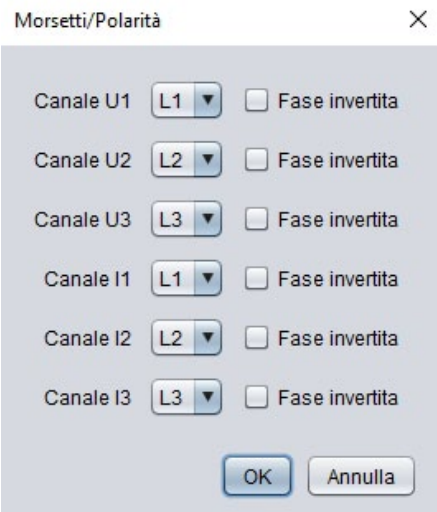 Morsetti/Polarità
Canale U1 L1 Fase invertita
Canale U2 L2 Fase invertita
Canale U3 L3 Fase invertita
Canale I1 L1 Fase invertita
Canale I2 L2 Fase invertita
Canale I3 L3 Fase invertita
OK Annulla